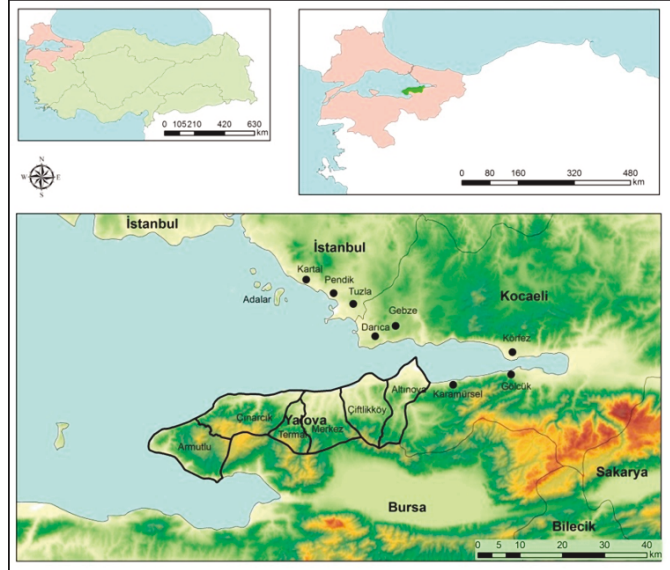 0 105210 420 630
km
0 80 160 320 480
km
N
W E
S
İstanbul
İstanbul
Kartal
Pendik
Tuzla
Adalar
Kocaeli
Gebze
Darıca
Körfez
Gölcük
Altınova
Karamürsel
Çiftlikköy
Çınarcık
Yalova
Merkez
Termal
Armutlu
Sakarya
Bursa
Bilecik
0 5 10 20 30 40
km